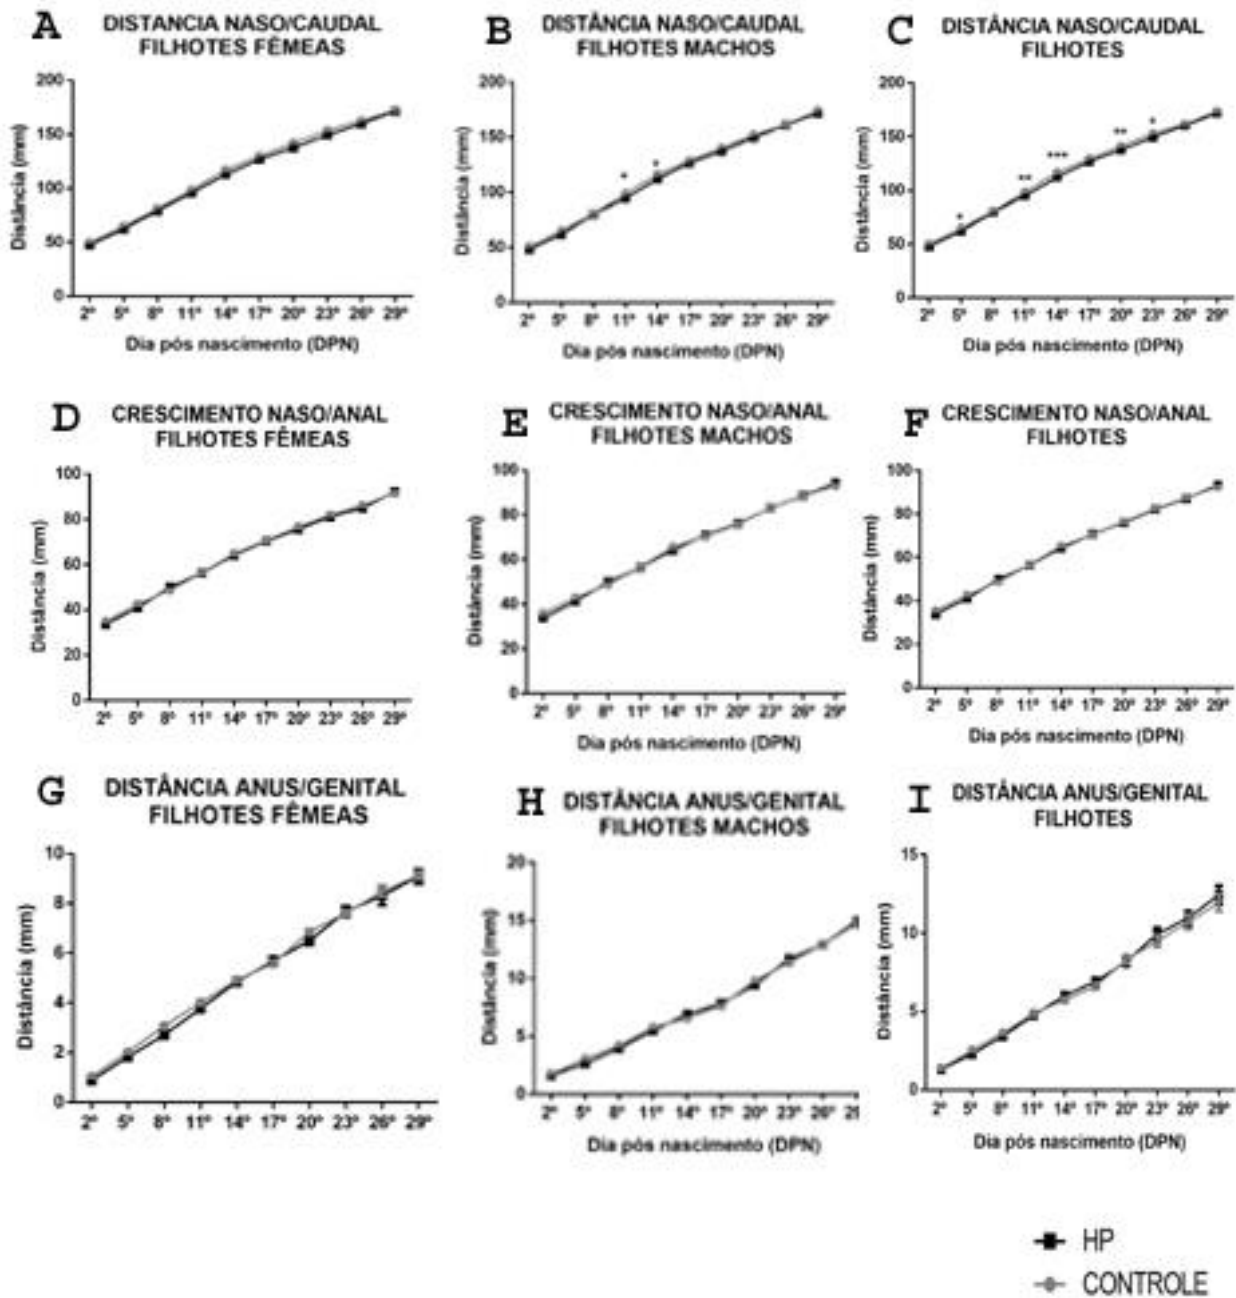 A DISTANCIA NASO/CAUDAL
FILHOTES FÊMEAS
200
150
100
50
0
Distância (mm)
2º 5º 8º 11º 14º 17º 20º 23º 26º 29º
Dia pós nascimento (DPN)
B DISTÂNCIA NASO/CAUDAL
FILHOTES MACHOS
200
150
100
50
0
Distância (mm)
* *
2º 5º 8º 11º 14º 17º 20º 23º 26º 29º
Dia pós nascimento (DPN)
C DISTÂNCIA NASO/CAUDAL
FILHOTES
200
150
100
50
0
Distância (mm)
* ** *** ** *
2º 5º 8º 11º 14º 17º 20º 23º 26º 29º
Dia pós nascimento (DPN)
D CRESCIMENTO NASO/ANAL
FILHOTES FÊMEAS
100
80
60
40
20
0
Distância (mm)
2º 5º 8º 11º 14º 17º 20º 23º 26º 29º
E CRESCIMENTO NASO/ANAL
FILHOTES MACHOS
100
80
60
40
20
0
Distância (mm)
2º 5º 8º 11º 14º 17º 20º 23º 26º 29º
Dia pós nascimento (DPN)
F CRESCIMENTO NASO/ANAL
FILHOTES
100
80
60
40
20
0
Distância (mm)
2º 5º 8º 11º 14º 17º 20º 23º 26º 29º
Dia pós nascimento (DPN)
G DISTÂNCIA ANUS/GENITAL
FILHOTES FÊMEAS
10
8
6
4
2
0
Distância (mm)
2º 5º 8º 11º 14º 17º 20º 23º 26º 29º
H DISTÂNCIA ANUS/GENITAL
FILHOTES MACHOS
20
15
10
5
0
Distância (mm)
2º 5º 8º 11º 14º 17º 20º 23º 26º 29
Dia pós nascimento (DPN)
I DISTÂNCIA ANUS/GENITAL
FILHOTES
15
10
5
0
Distância (mm)
2º 5º 8º 11º 14º 17º 20º 23º 26º 29º
Dia pós nascimento (DPN)
HP
CONTROLE